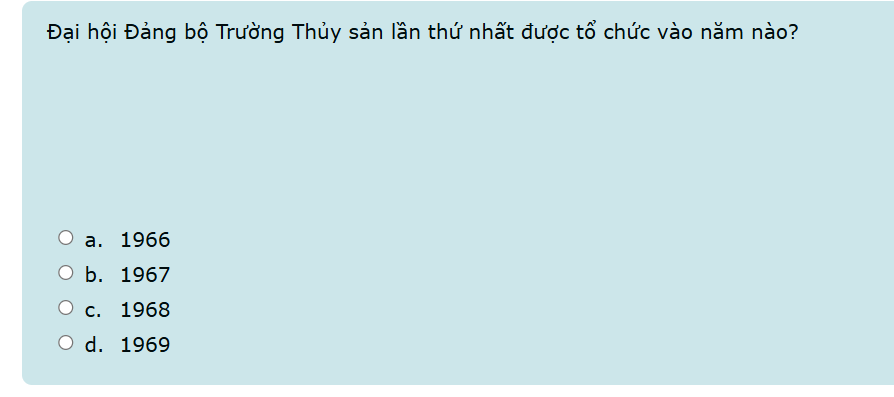 Đại hội Đảng bộ Trường Thủy sản lần thứ nhất được tổ chức vào năm nào?
a. 1966
b. 1967
c. 1968
d. 1969